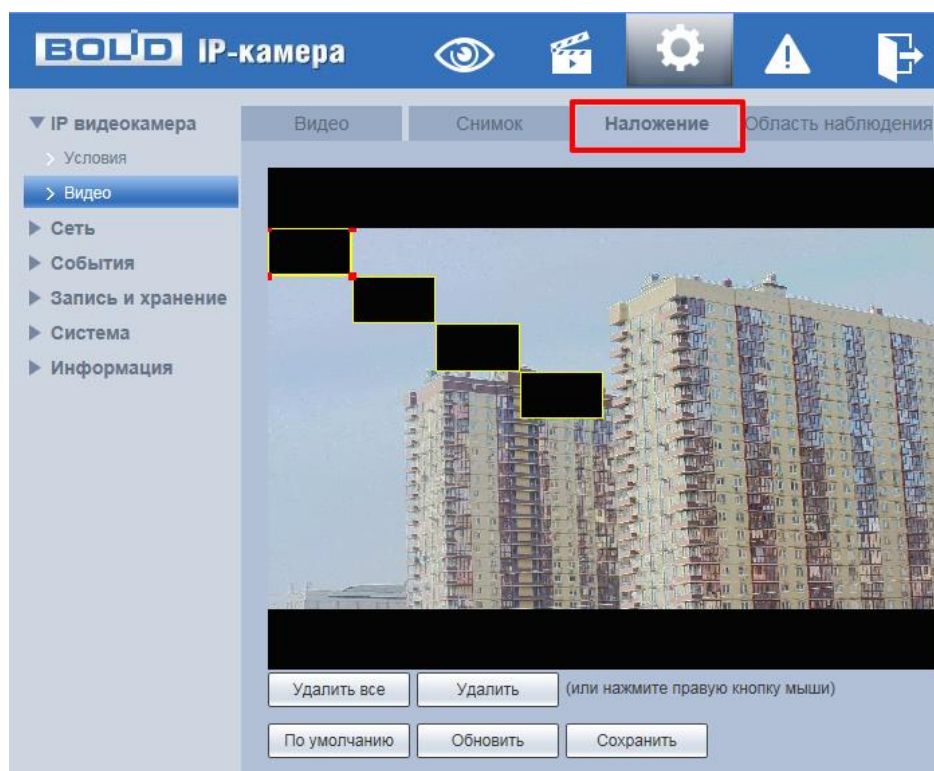 BOLID IP-камера
IP видеокамера
Условия
Видео
Сеть
События
Запись и хранение
Система
Информация
Видео Снимок Наложение Область наблюдения
Удалить все Удалить (или нажмите правую кнопку мыши)
По умолчанию Обновить Сохранить